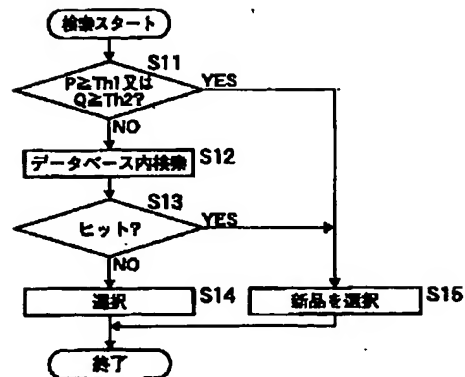 検索スタート
S11
P≧Th1又は
Q≧Th2?
YES
NO
データベース内検索
S12
S13
ヒット?
YES
NO
選択
S14
新品を選択
S15
終了